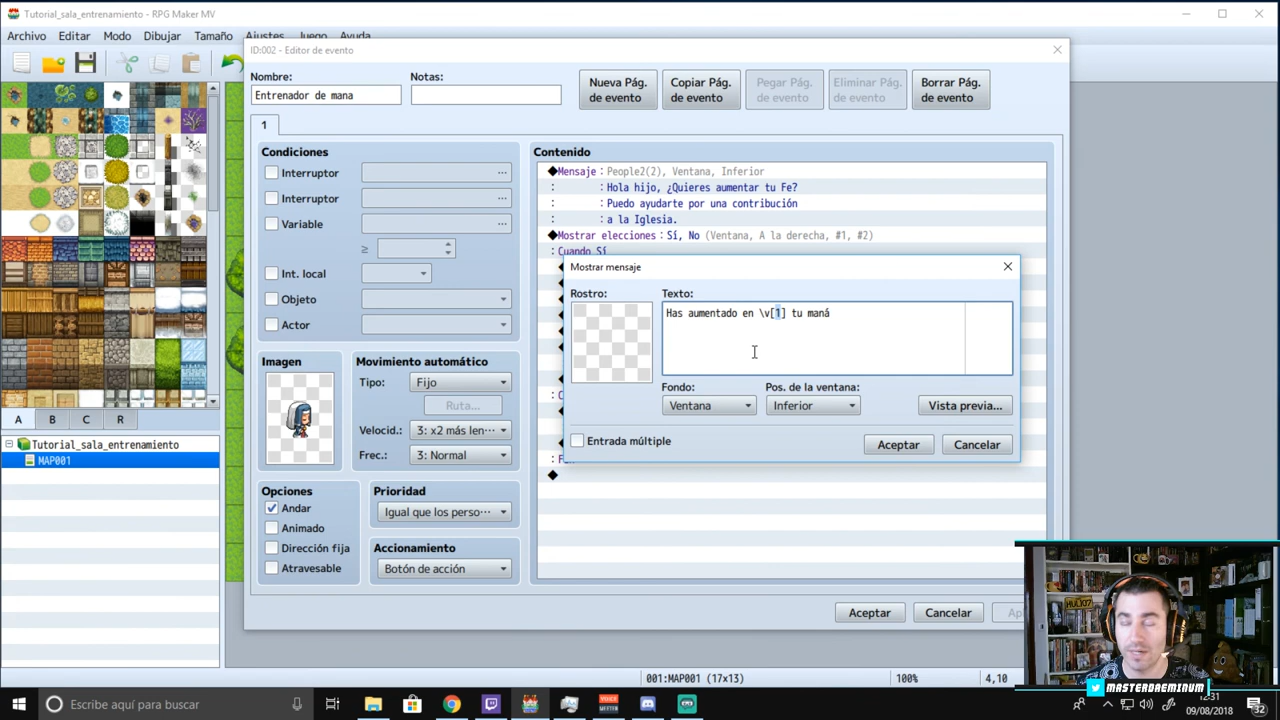 Tutorial_sala_entrenamiento - RPG Maker MV
Archivo Editar Modo Dibujar Tamaño Ajustes Juego Ayuda
ID:002 - Editor de evento
Nombre:
Notas:
Entrenador de mana
Nueva Pág.
de evento
Copiar Pág.
de evento
Pegar Pág.
de evento
Eliminar Pág.
de evento
Borrar Pág.
de evento
1
Condiciones
Interruptor ...
Interruptor ...
Variable ...
≥
Int. local
Objeto
Actor
Imagen
Movimiento automático
Tipo: Fijo
Ruta...
Velocid.: 3: x2 más len···
Frec.: 3: Normal
Opciones
Andar
Animado
Dirección fija
Atravesable
Prioridad
Igual que los perso···
Accionamiento
Botón de acción
Contenido
◆Mensaje : People2(2), Ventana, Inferior
: : Hola hijo, ¿Quieres aumentar tu Fe?
: : Puedo ayudarte por una contribución
: : a la Iglesia.
◆Mostrar elecciones : Sí, No (Ventana, A la derecha, #1, #2)
: Cuando Sí
Mostrar mensaje
Rostro:
Texto:
Has aumentado en \v[1] tu maná
Fondo:
Ventana
Pos. de la ventana:
Inferior
Vista previa...
Entrada múltiple
Aceptar
Cancelar
◆
Aceptar
Cancelar
A B C R
Tutorial_sala_entrenamiento
MAP001
001:MAP001 (17x13)
100%
4,10
MASTERDAEMINUM
Escribe aquí para buscar
12:31
09/08/2018
32